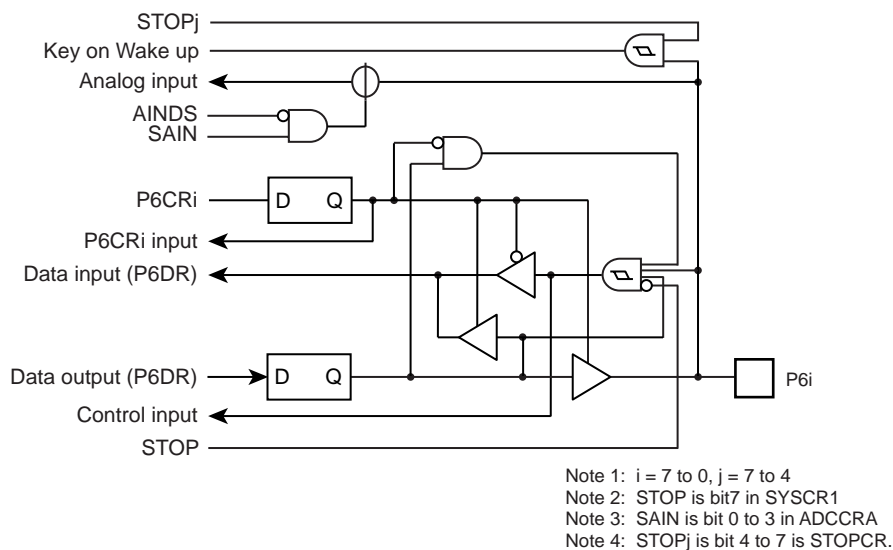 STOPj
Key on Wake up
Analog input
AINDS
SAIN
P6CRi
D Q
P6CRi input
Data input (P6DR)
Data output (P6DR)
D Q
P6i
Control input
STOP
Note 1: i = 7 to 0, j = 7 to 4
Note 2: STOP is bit7 in SYSCR1
Note 3: SAIN is bit 0 to 3 in ADCCRA
Note 4: STOPj is bit 4 to 7 is STOPCR.